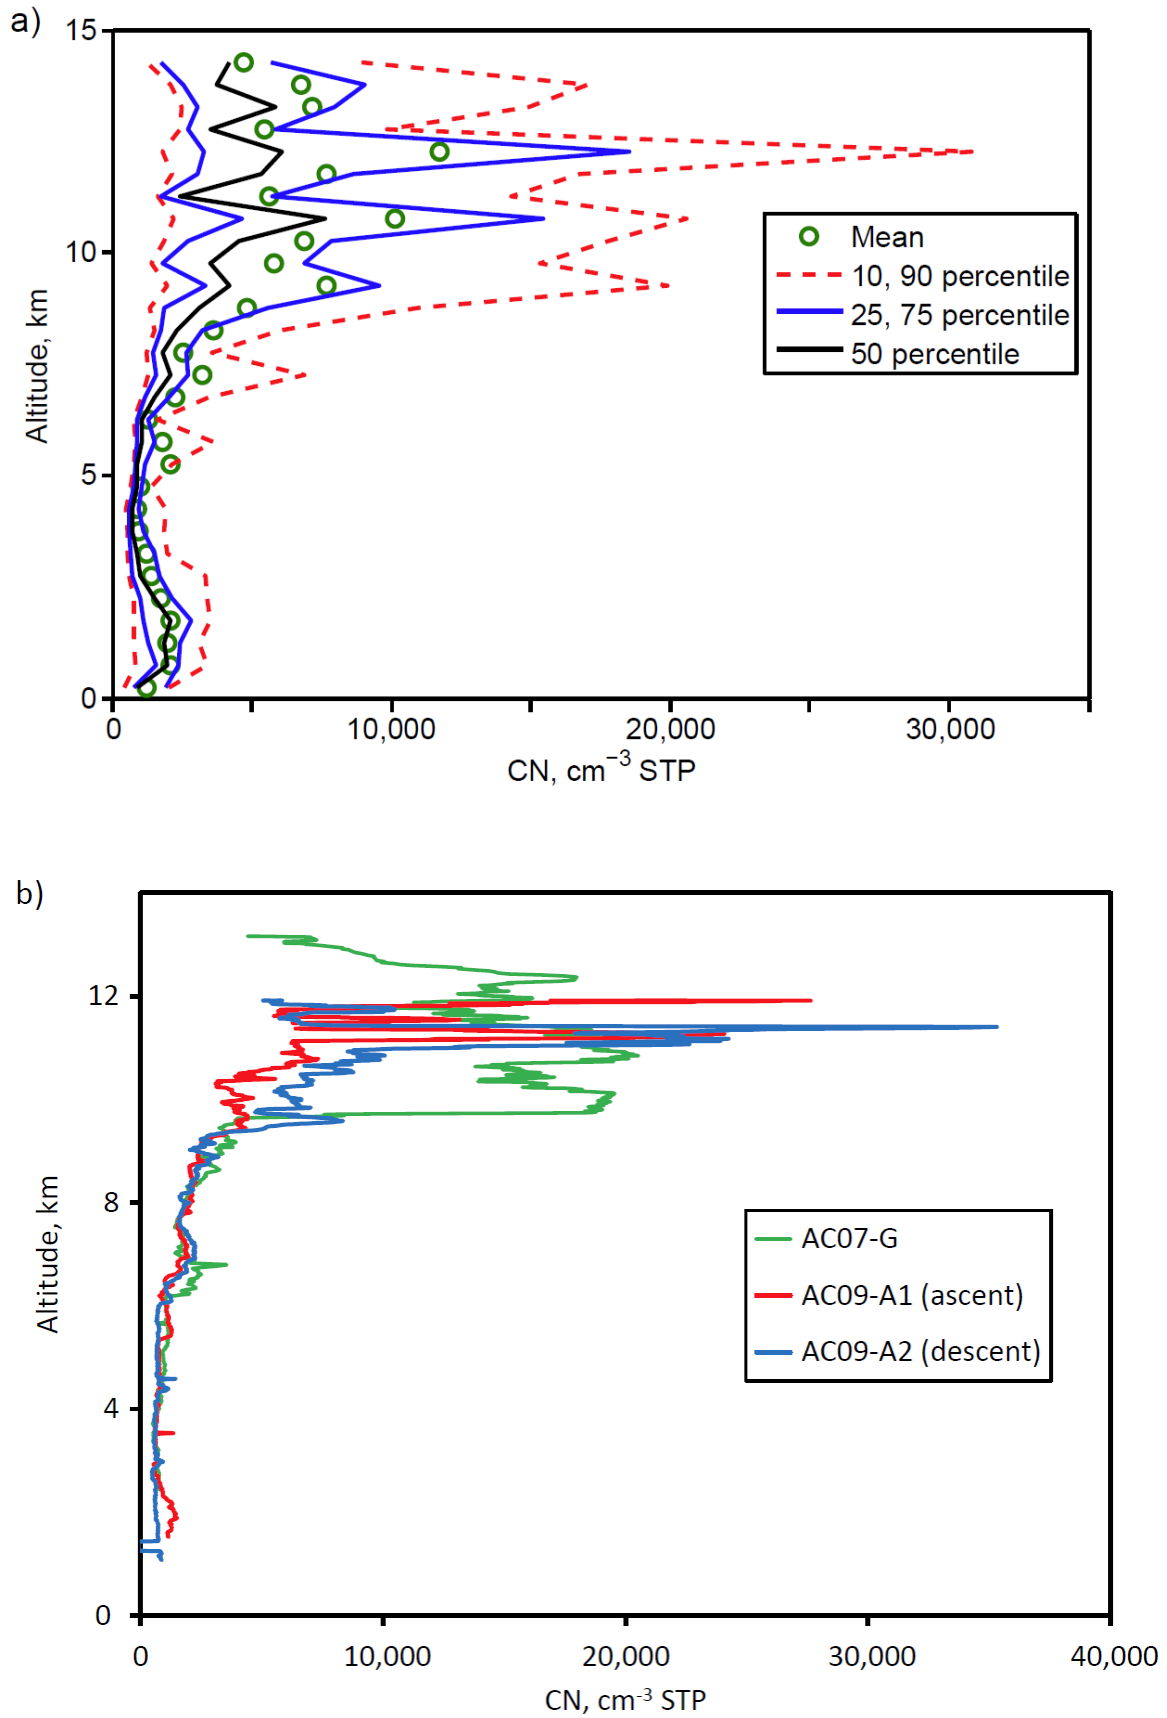 a)
15
10
5
0
Altitude, km
Mean
10, 90 percentile
25, 75 percentile
50 percentile
0 10,000 20,000 30,000
CN, cm⁻³ STP
b)
12
8
4
0
Altitude, km
AC07-G
AC09-A1 (ascent)
AC09-A2 (descent)
0 10,000 20,000 30,000 40,000
CN, cm⁻³ STP